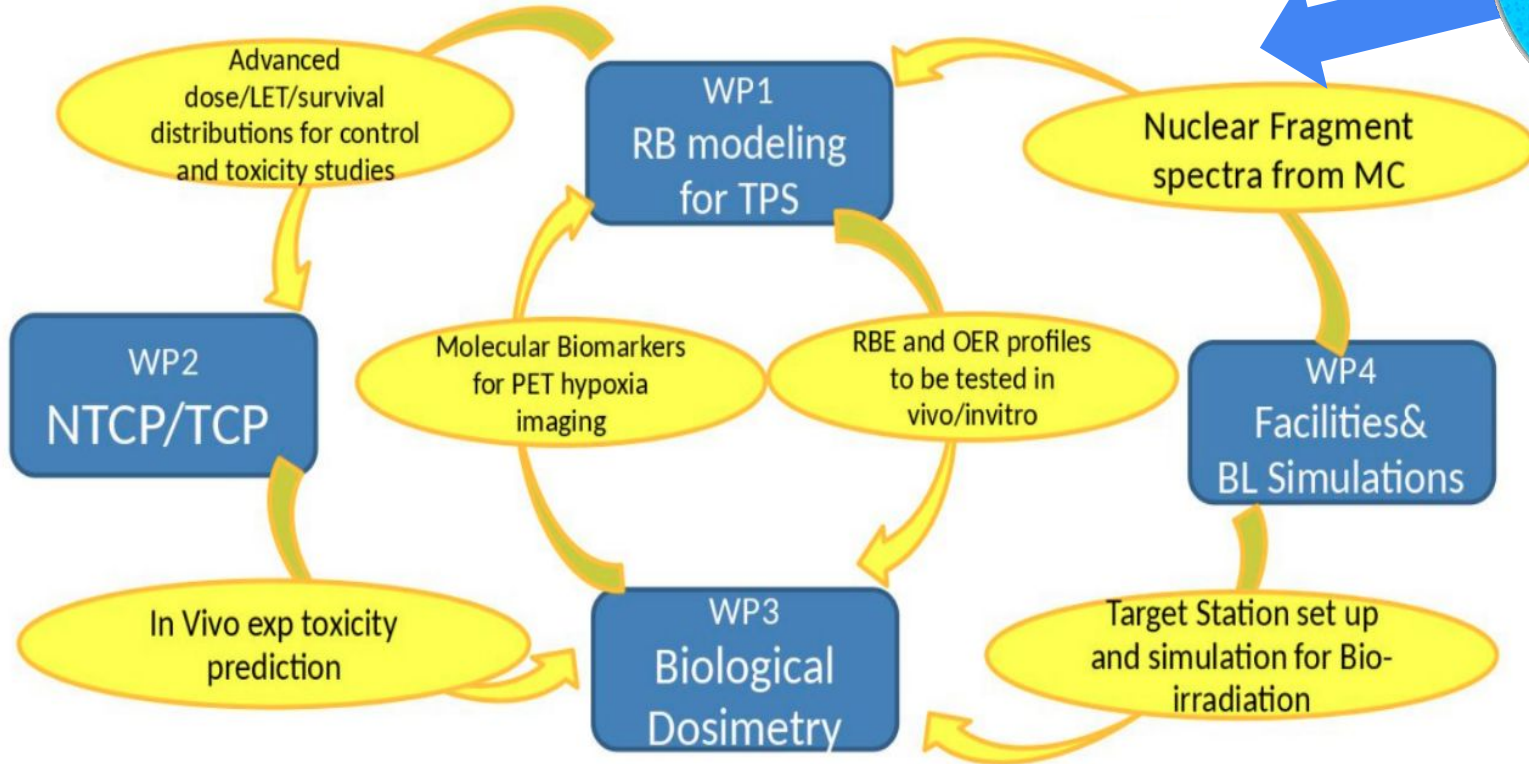 Advanced
dose/LET/survival
distributions for control
and toxicity studies
WP1
RB modeling
for TPS
Nuclear Fragment
spectra from MC
WP2
NTCP/TCP
Molecular Biomarkers
for PET hypoxia
imaging
RBE and OER profiles
to be tested in
vivo/invitro
WP4
Facilities&
BL Simulations
In Vivo exp toxicity
prediction
WP3
Biological
Dosimetry
Target Station set up
and simulation for Bio-
irradiation